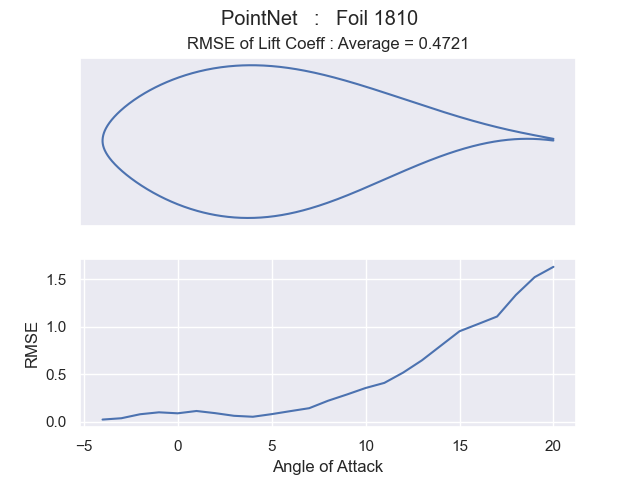 PointNet : Foil 1810
RMSE of Lift Coeff : Average = 0.4721
1.5
1.0
0.5
0.0
RMSE
−5 0 5 10 15 20
Angle of Attack